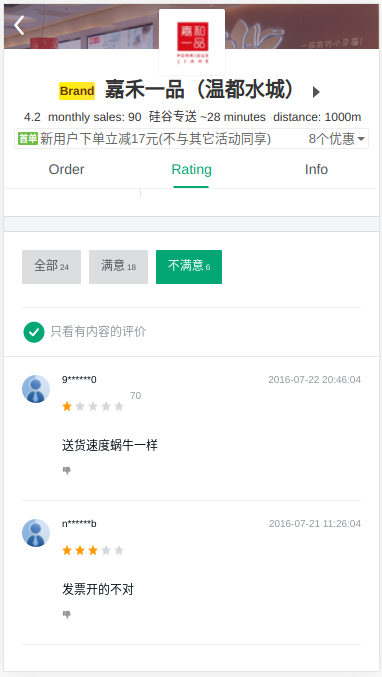 嘉和
一品
JIAHE
Brand 嘉禾一品（温都水城）
4.2 monthly sales: 90 硅谷专送 ~28 minutes distance: 1000m
首单 新用户下单立减17元(不与其它活动同享) 8个优惠
Order Rating Info
全部 24 满意 18 不满意 6
只看有内容的评价
9******0 2016-07-22 20:46:04
70
送货速度蜗牛一样
n******b 2016-07-21 11:26:04
发票开的不对